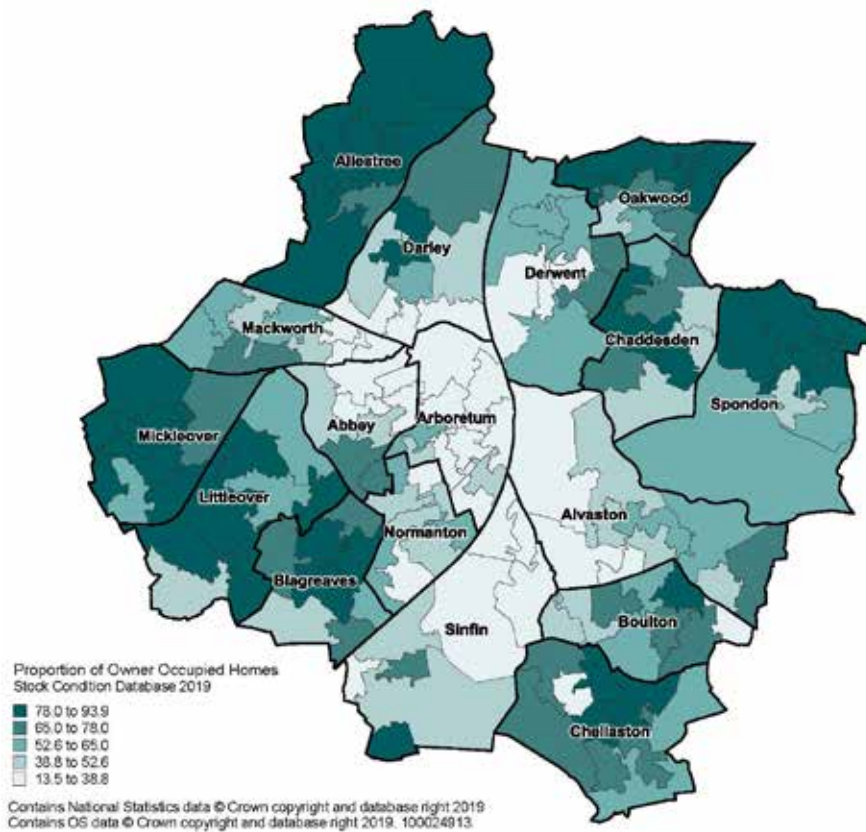 Allestree
Oakwood
Darley
Derwent
Mackworth
Chaddesden
Spondon
Mickleover
Abbey
Arboretum
Littleover
Normanton
Alvaston
Blagreaves
Sinfin
Boulton
Chellaston
Proportion of Owner Occupied Homes
Stock Condition Database 2019
78.0 to 93.9
65.0 to 78.0
52.6 to 65.0
38.8 to 52.6
13.5 to 38.8
Contains National Statistics data © Crown copyright and database right 2019
Contains OS data © Crown copyright and database right 2019. 100024913.